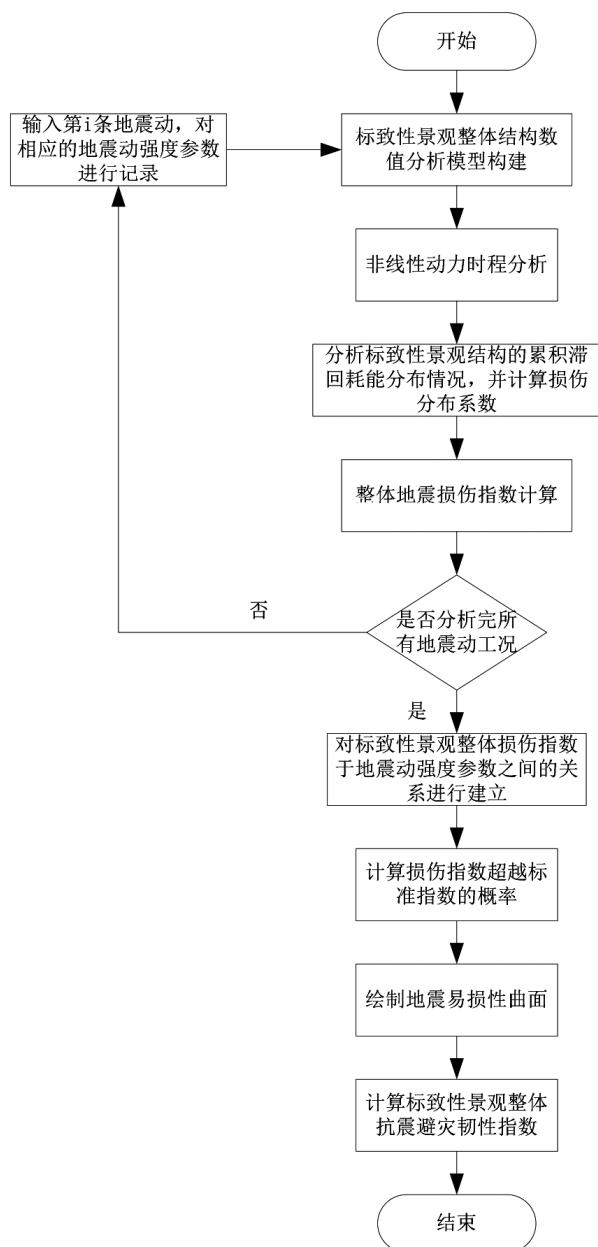 开始
输入第i条地震动，对
相应的地震动强度参数
进行记录
标致性景观整体结构数
值分析模型构建
非线性动力时程分析
分析标致性景观结构的累积滞
回耗能分布情况，并计算损伤
分布系数
整体地震损伤指数计算
是否分析完所
有地震动工况
否
是
对标致性景观整体损伤指数
于地震动强度参数之间的关
系进行建立
计算损伤指数超越标
准指数的概率
绘制地震易损性曲面
计算标致性景观整体
抗震避灾韧性指数
结束